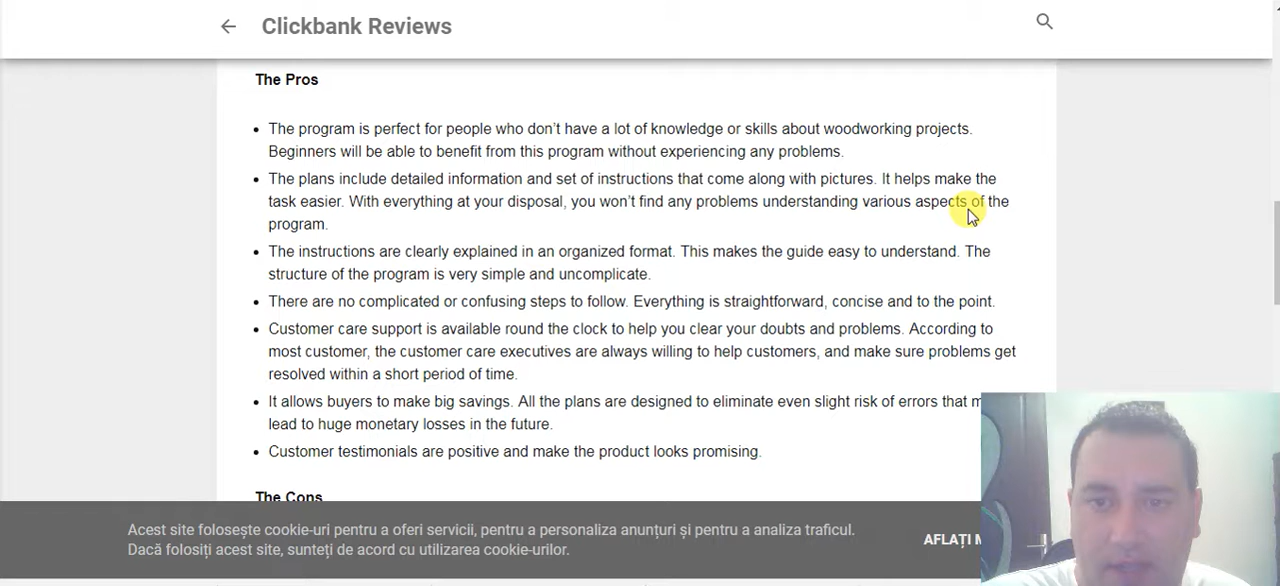 Clickbank Reviews
The Pros
The program is perfect for people who don't have a lot of knowledge or skills about woodworking projects.
Beginners will be able to benefit from this program without experiencing any problems.
The plans include detailed information and set of instructions that come along with pictures. It helps make the
task easier. With everything at your disposal, you won't find any problems understanding various aspects of the
program.
The instructions are clearly explained in an organized format. This makes the guide easy to understand. The
structure of the program is very simple and uncomplicate.
There are no complicated or confusing steps to follow. Everything is straightforward, concise and to the point.
Customer care support is available round the clock to help you clear your doubts and problems. According to
most customer, the customer care executives are always willing to help customers, and make sure problems get
resolved within a short period of time.
It allows buyers to make big savings. All the plans are designed to eliminate even slight risk of errors that
lead to huge monetary losses in the future.
Customer testimonials are positive and make the product looks promising.
The Cons
Acest site folosește cookie-uri pentru a oferi servicii, pentru a personaliza anunțuri și pentru a analiza traficul.
Dacă folosiți acest site, sunteți de acord cu utilizarea cookie-urilor.
AFLAȚI